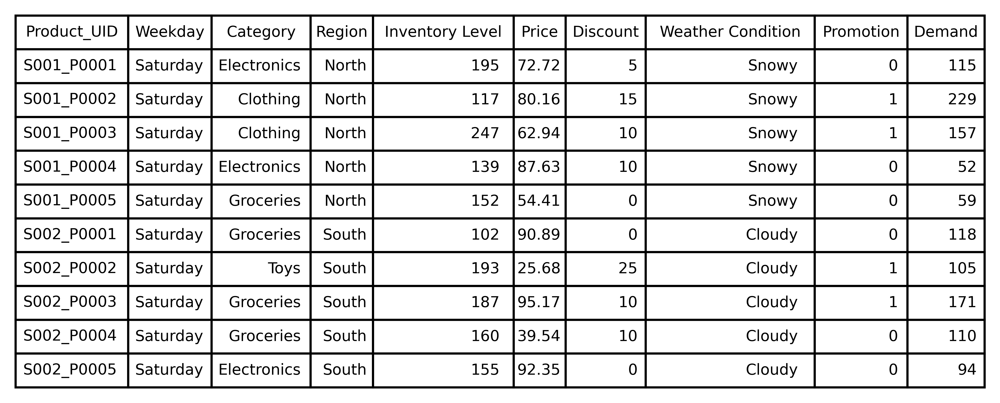 Product_UID Weekday Category Region Inventory Level Price Discount Weather Condition Promotion Demand
S001_P0001 Saturday Electronics North 195 72.72 5 Snowy 0 115
S001_P0002 Saturday Clothing North 117 80.16 15 Snowy 1 229
S001_P0003 Saturday Clothing North 247 62.94 10 Snowy 1 157
S001_P0004 Saturday Electronics North 139 87.63 10 Snowy 0 52
S001_P0005 Saturday Groceries North 152 54.41 0 Snowy 0 59
S002_P0001 Saturday Groceries South 102 90.89 0 Cloudy 0 118
S002_P0002 Saturday Toys South 193 25.68 25 Cloudy 1 105
S002_P0003 Saturday Groceries South 187 95.17 10 Cloudy 1 171
S002_P0004 Saturday Groceries South 160 39.54 10 Cloudy 0 110
S002_P0005 Saturday Electronics South 155 92.35 0 Cloudy 0 94